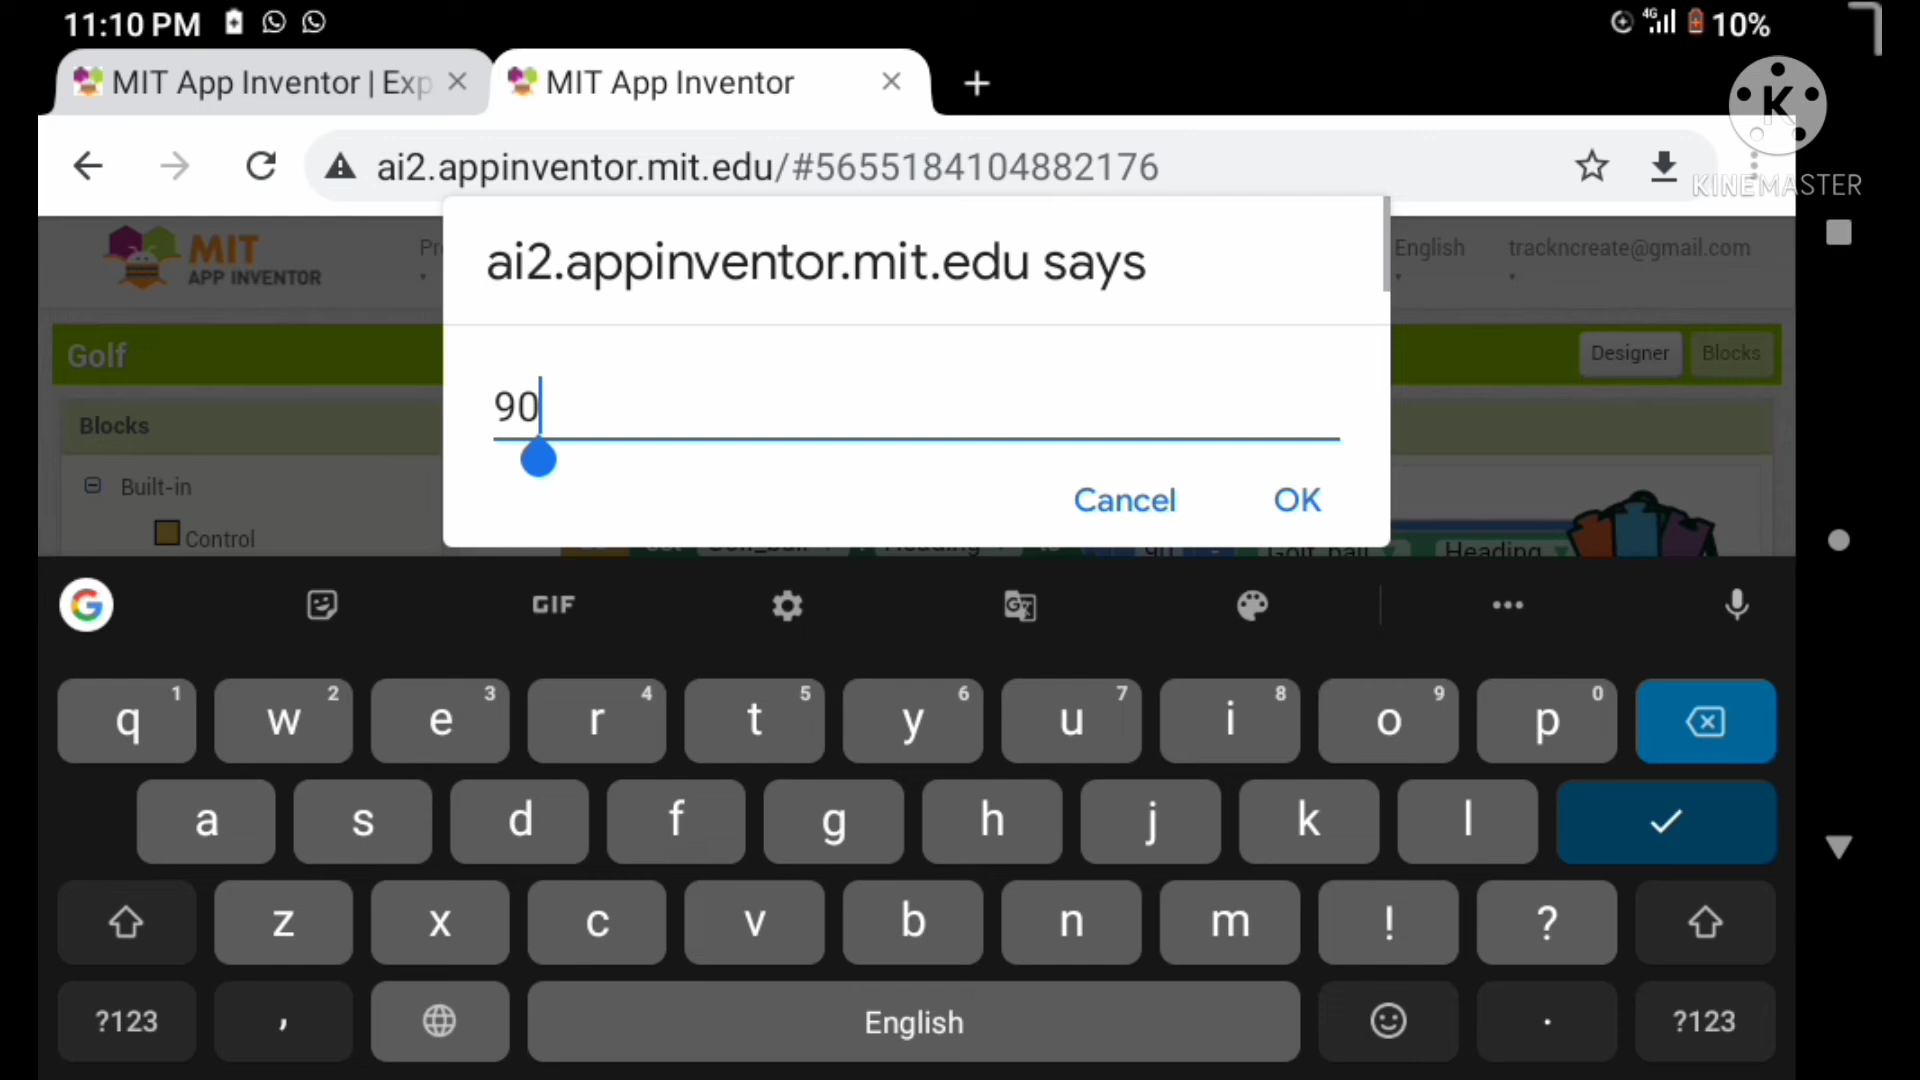 11:10 PM 4G 10%
MIT App Inventor | Exp MIT App Inventor
K
ai2.appinventor.mit.edu/#5655184104882176
KINEMASTER
MIT
APP INVENTOR
Pr
ai2.appinventor.mit.edu says
English
trackncreate@gmail.com
Golf
Designer
Blocks
90
Blocks
Built-in
Cancel OK
Control
Heading
G GIF
q 1 w 2 e 3 r 4 t 5 y 6 u 7 i 8 o 9 p 0
a s d f g h j k l
z x c v b n m ! ?
?123 , English . ?123